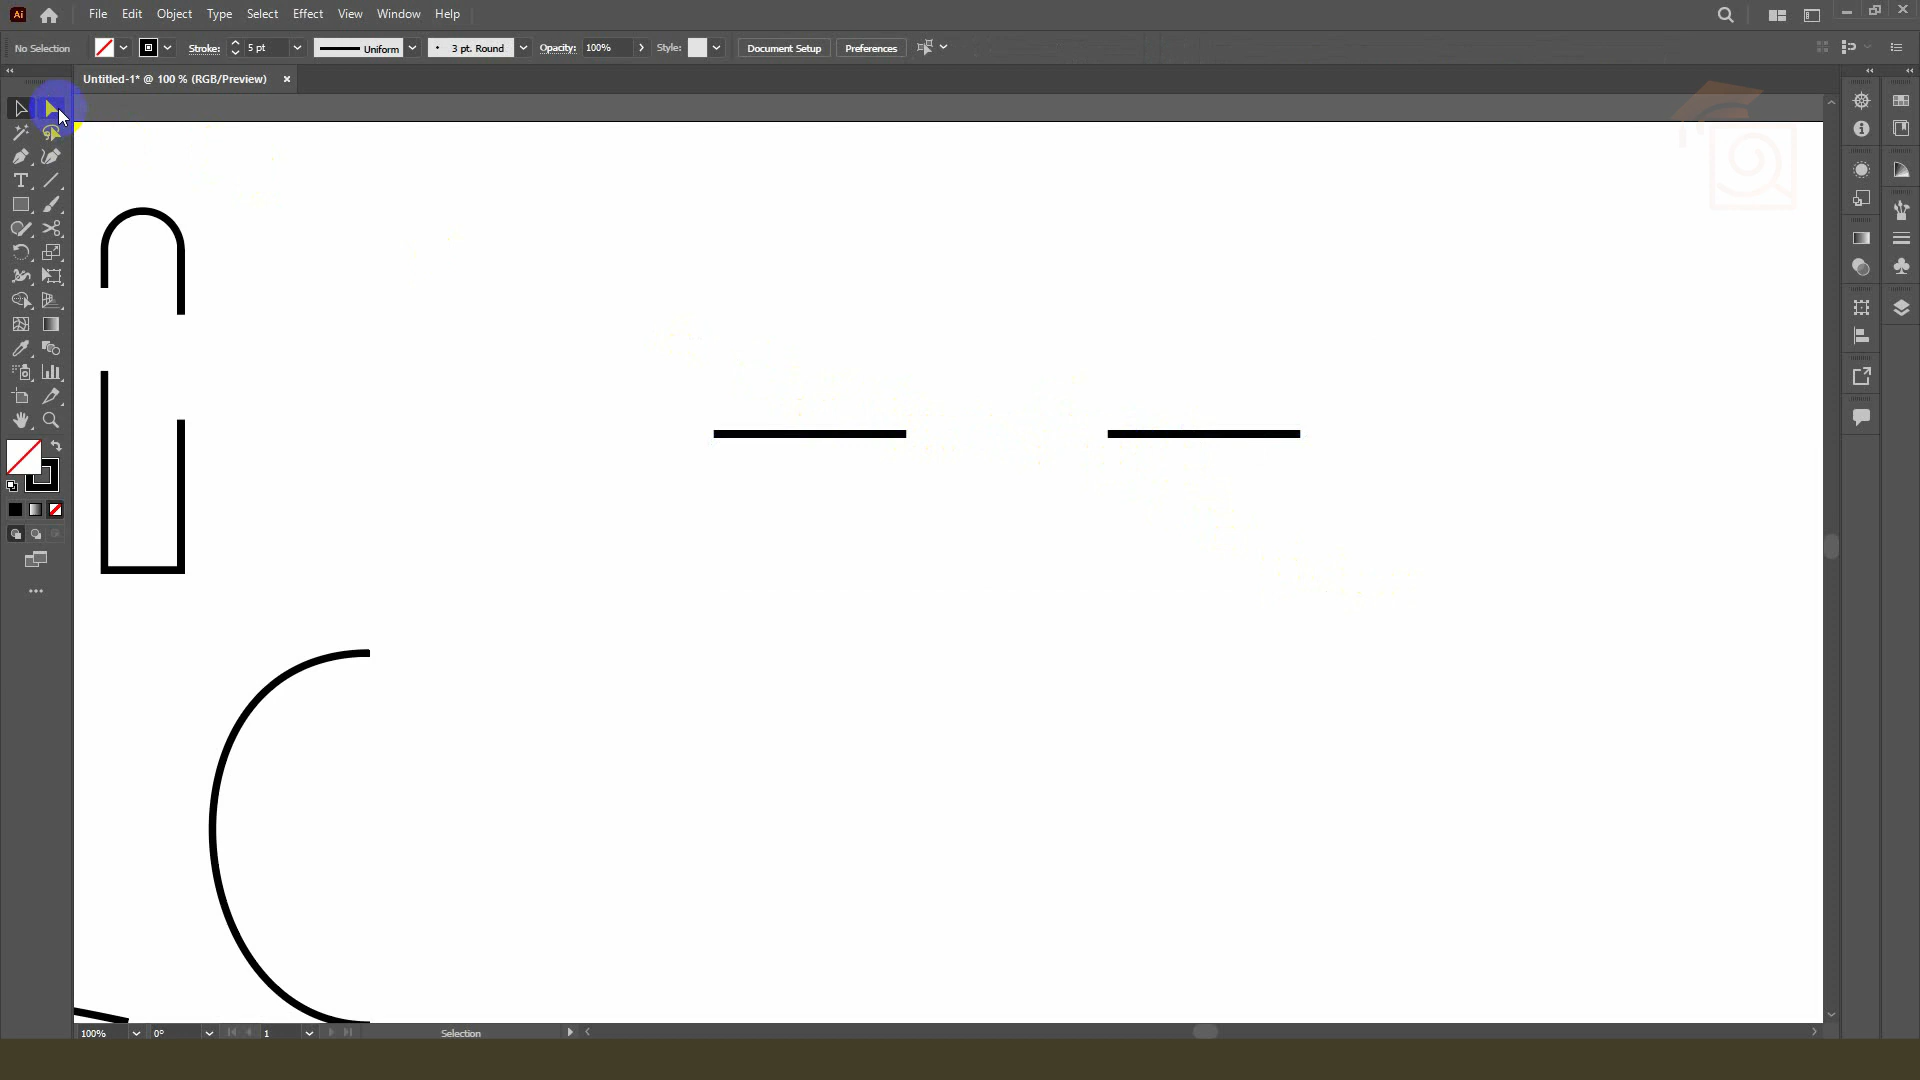 Ai
File Edit Object Type Select Effect View Window Help
No Selection Stroke: 5 pt Uniform 3 pt. Round Opacity: 100% Style: Document Setup Preferences
Untitled-1* @ 100 % (RGB/Preview) ×
100% 0° 1 Selection